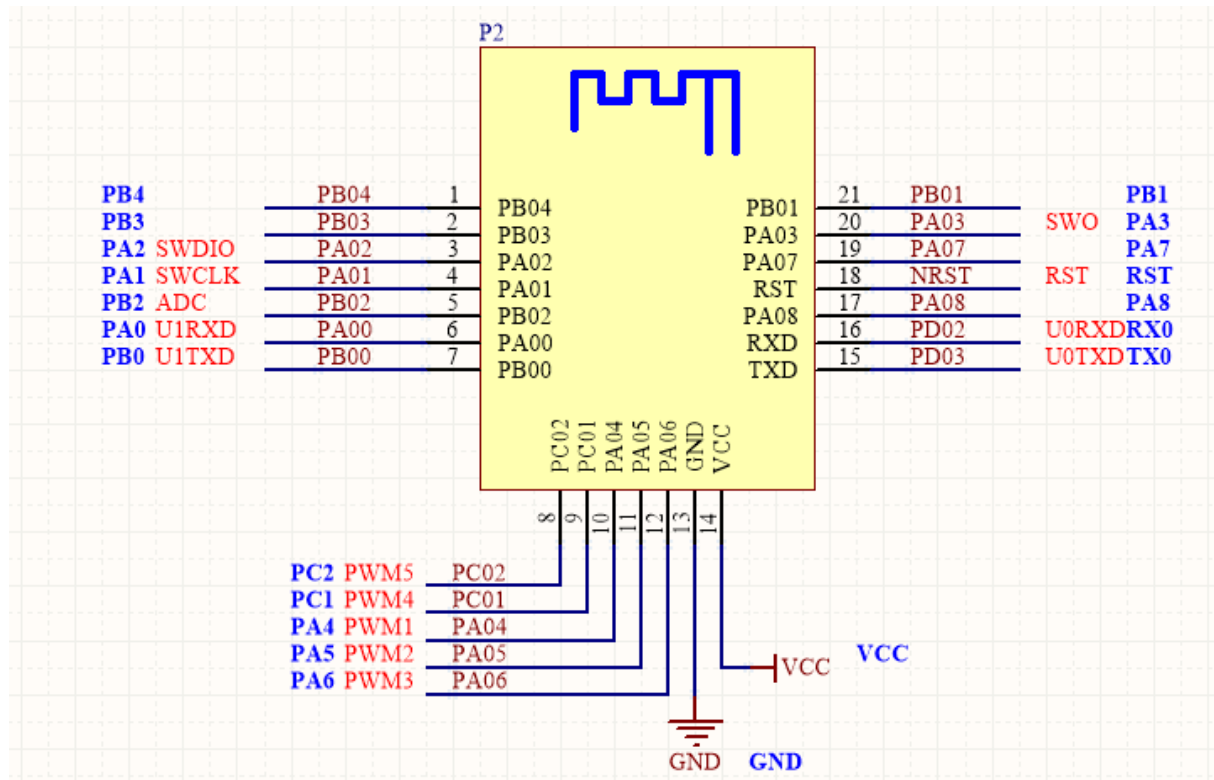 P2
PB4 PB04 1 PB04 PB01 21 PB01 PB1
PB3 PB03 2 PB03 PA03 20 PA03 SWO PA3
PA2 SWDIO PA02 3 PA02 PA07 19 PA07 PA7
PA1 SWCLK PA01 4 PA01 RST 18 NRST RST RST
PB2 ADC PB02 5 PB02 PA08 17 PA08 PA8
PA0 U1RXD PA00 6 PA00 RXD 16 PD02 U0RXD RX0
PB0 U1TXD PB00 7 PB00 TXD 15 PD03 U0TXD TX0
PC02 PC01 PA04 PA05 PA06 GND VCC
8 9 10 11 12 13 14
PC2 PWM5 PC02
PC1 PWM4 PC01
PA4 PWM1 PA04
PA5 PWM2 PA05 VCC VCC
PA6 PWM3 PA06
GND GND